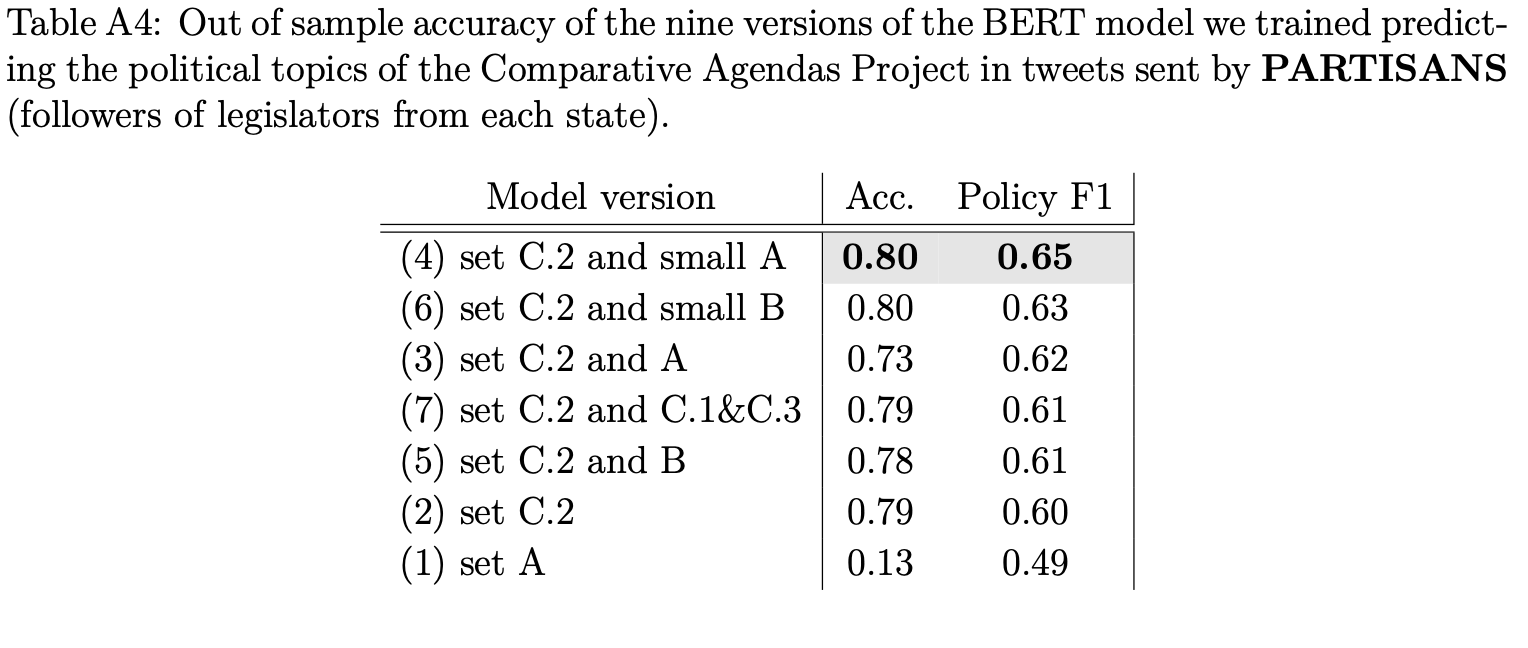 Table A4: Out of sample accuracy of the nine versions of the BERT model we trained predict-
ing the political topics of the Comparative Agendas Project in tweets sent by PARTISANS
(followers of legislators from each state).
Model version Acc. Policy F1
(4) set C.2 and small A 0.80 0.65
(6) set C.2 and small B 0.80 0.63
(3) set C.2 and A 0.73 0.62
(7) set C.2 and C.1&C.3 0.79 0.61
(5) set C.2 and B 0.78 0.61
(2) set C.2 0.79 0.60
(1) set A 0.13 0.49